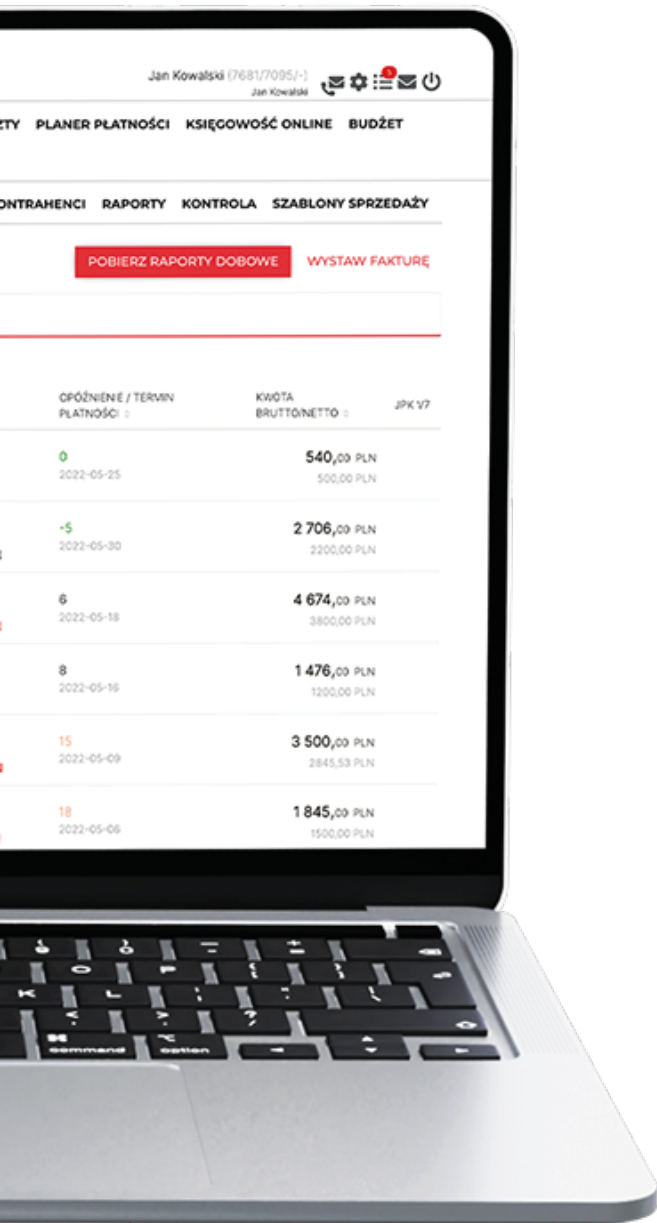 Jan Kowalski (7681/7095/-)
Jan Kowalski
PLANER PŁATNOŚCI KSIĘGOWOŚĆ ONLINE BUDŻET
RAPORTY KONTROLA SZABLONY SPRZEDAŻY
POBIERZ RAPORTY DOBOWE WYSTAW FAKTURĘ
OPÓŹNIENIE / TERMIN
PŁATNOŚCI
KWOTA
BRUTTO/NETTO
JPK V7
0
2022-05-25
540,00 PLN
500,00 PLN
-5
2022-05-30
2 706,00 PLN
2200,00 PLN
6
2022-05-18
4 674,00 PLN
3800,00 PLN
8
2022-05-16
1 476,00 PLN
1200,00 PLN
15
2022-05-09
3 500,00 PLN
2845,53 PLN
18
2022-05-06
1 845,00 PLN
1500,00 PLN
O P
K L
command option